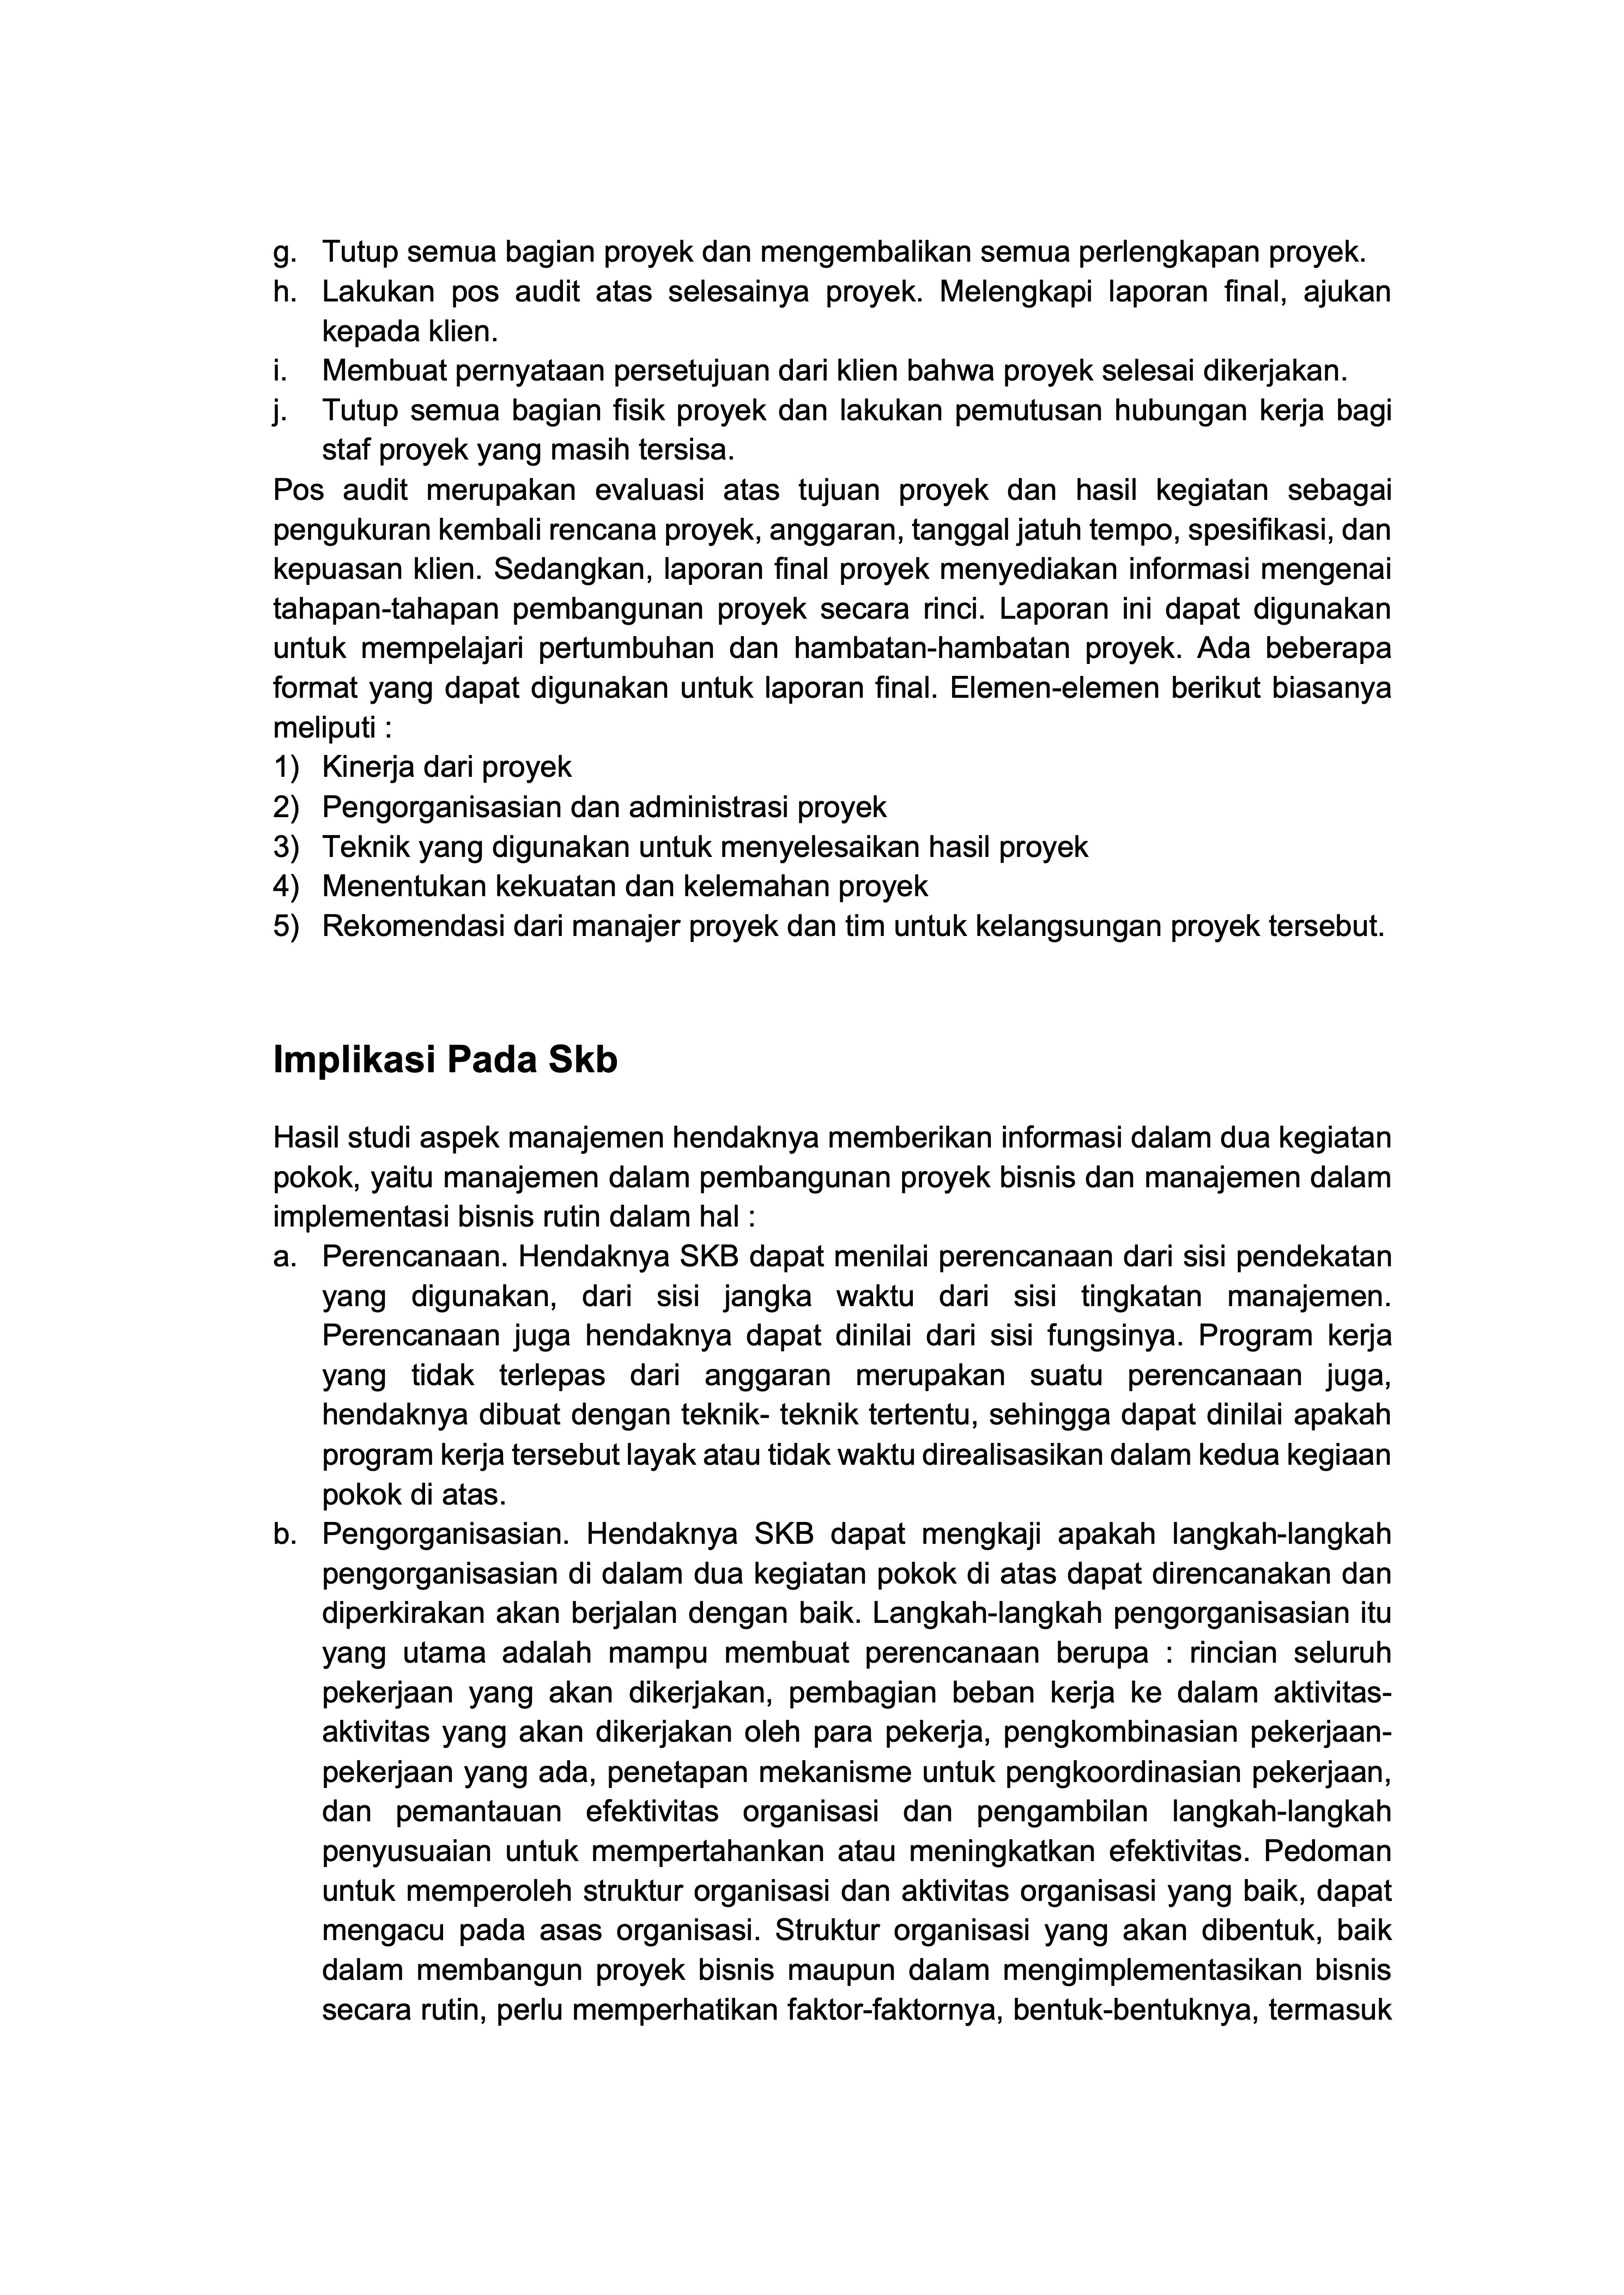 g. Tutup semua bagian proyek dan mengembalikan semua perlengkapan proyek.
h. Lakukan pos audit atas selesainya proyek. Melengkapi laporan final, ajukan
kepada klien.
i. Membuat pernyataan persetujuan dari klien bahwa proyek selesai dikerjakan.
j. Tutup semua bagian fisik proyek dan lakukan pemutusan hubungan kerja bagi
staf proyek yang masih tersisa.
Pos audit merupakan evaluasi atas tujuan proyek dan hasil kegiatan sebagai
pengukuran kembali rencana proyek, anggaran, tanggal jatuh tempo, spesifikasi, dan
kepuasan klien. Sedangkan, laporan final proyek menyediakan informasi mengenai
tahapan-tahapan pembangunan proyek secara rinci. Laporan ini dapat digunakan
untuk mempelajari pertumbuhan dan hambatan-hambatan proyek. Ada beberapa
format yang dapat digunakan untuk laporan final. Elemen-elemen berikut biasanya
meliputi :
1) Kinerja dari proyek
2) Pengorganisasian dan administrasi proyek
3) Teknik yang digunakan untuk menyelesaikan hasil proyek
4) Menentukan kekuatan dan kelemahan proyek
5) Rekomendasi dari manajer proyek dan tim untuk kelangsungan proyek tersebut.
Implikasi Pada Skb
Hasil studi aspek manajemen hendaknya memberikan informasi dalam dua kegiatan
pokok, yaitu manajemen dalam pembangunan proyek bisnis dan manajemen dalam
implementasi bisnis rutin dalam hal :
a. Perencanaan. Hendaknya SKB dapat menilai perencanaan dari sisi pendekatan
yang digunakan, dari sisi jangka waktu dari sisi tingkatan manajemen.
Perencanaan juga hendaknya dapat dinilai dari sisi fungsinya. Program kerja
yang tidak terlepas dari anggaran merupakan suatu perencanaan juga,
hendaknya dibuat dengan teknik- teknik tertentu, sehingga dapat dinilai apakah
program kerja tersebut layak atau tidak waktu direalisasikan dalam kedua kegiaan
pokok di atas.
b. Pengorganisasian. Hendaknya SKB dapat mengkaji apakah langkah-langkah
pengorganisasian di dalam dua kegiatan pokok di atas dapat direncanakan dan
diperkirakan akan berjalan dengan baik. Langkah-langkah pengorganisasian itu
yang utama adalah mampu membuat perencanaan berupa : rincian seluruh
pekerjaan yang akan dikerjakan, pembagian beban kerja ke dalam aktivitas-
aktivitas yang akan dikerjakan oleh para pekerja, pengkombinasian pekerjaan-
pekerjaan yang ada, penetapan mekanisme untuk pengkoordinasian pekerjaan,
dan pemantauan efektivitas organisasi dan pengambilan langkah-langkah
penyusuaian untuk mempertahankan atau meningkatkan efektivitas. Pedoman
untuk memperoleh struktur organisasi dan aktivitas organisasi yang baik, dapat
mengacu pada asas organisasi. Struktur organisasi yang akan dibentuk, baik
dalam membangun proyek bisnis maupun dalam mengimplementasikan bisnis
secara rutin, perlu memperhatikan faktor-faktornya, bentuk-bentuknya, termasuk